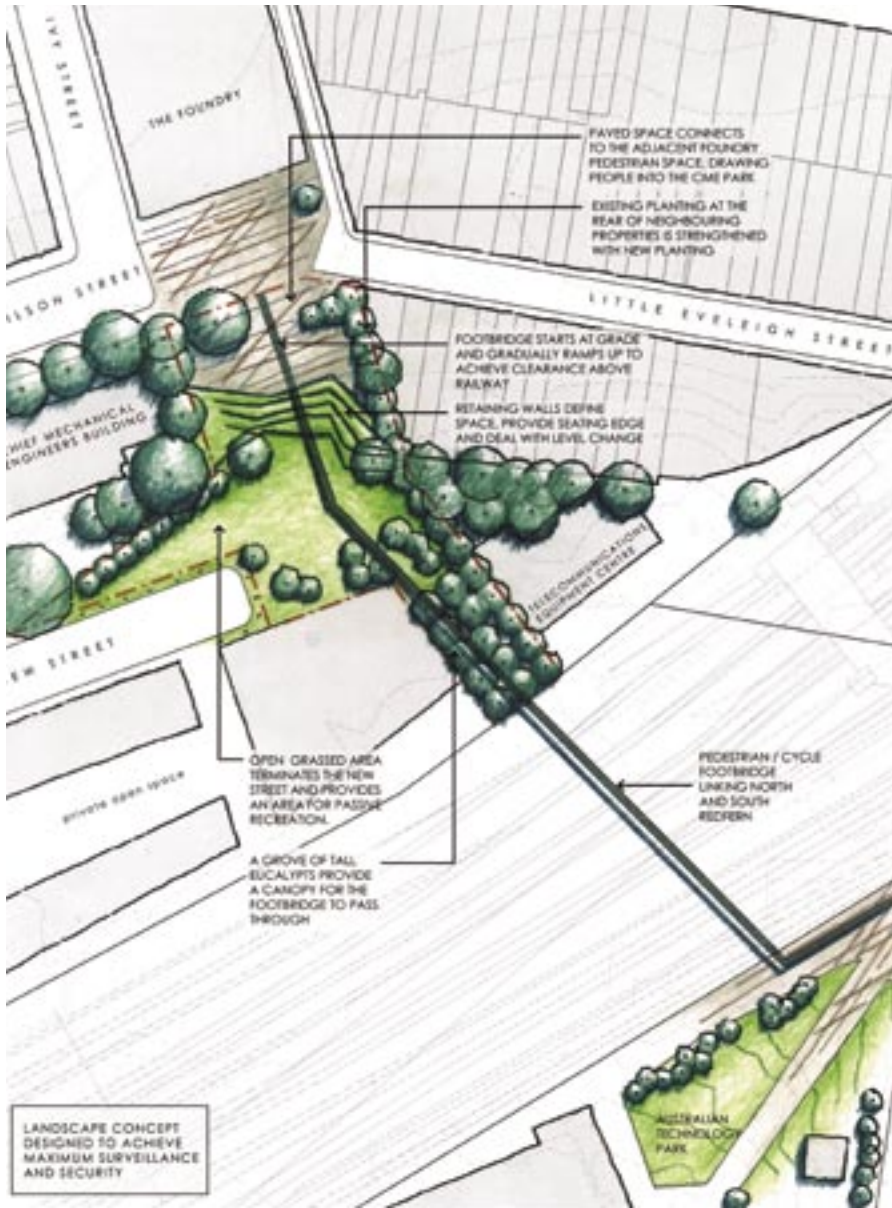 IVY STREET
THE FOUNDRY
PAVED SPACE CONNECTS
TO THE ADJACENT FOUNDRY
PEDESTRIAN SPACE, DRAWING
PEOPLE INTO THE CME PARK
EXISTING PLANTING AT THE
REAR OF NEIGHBOURING
PROPERTIES IS STRENGTHENED
WITH NEW PLANTING
ILSON STREET
LITTLE EVELEIGH STREET
FOOTBRIDGE STARTS AT GRADE
AND GRADUALLY RAMPS UP TO
ACHIEVE CLEARANCE ABOVE
RAILWAY
RETAINING WALLS DEFINE
SPACE, PROVIDE SEATING EDGE
AND DEAL WITH LEVEL CHANGE
HIEF MECHANICAL
ENGINEERS BUILDING
TELECOMMUNICATIONS
EQUIPMENT CENTRE
EW STREET
OPEN GRASSED AREA
TERMINATES THE NEW
STREET AND PROVIDES
AN AREA FOR PASSIVE
RECREATION.
private open space
PEDESTRIAN / CYCLE
FOOTBRIDGE
LINKING NORTH
AND SOUTH
REDFERN
A GROVE OF TALL
EUCALYPTS PROVIDE
A CANOPY FOR THE
FOOTBRIDGE TO PASS
THROUGH
LANDSCAPE CONCEPT
DESIGNED TO ACHIEVE
MAXIMUM SURVEILLANCE
AND SECURITY
AUSTRALIAN
TECHNOLOGY
PARK